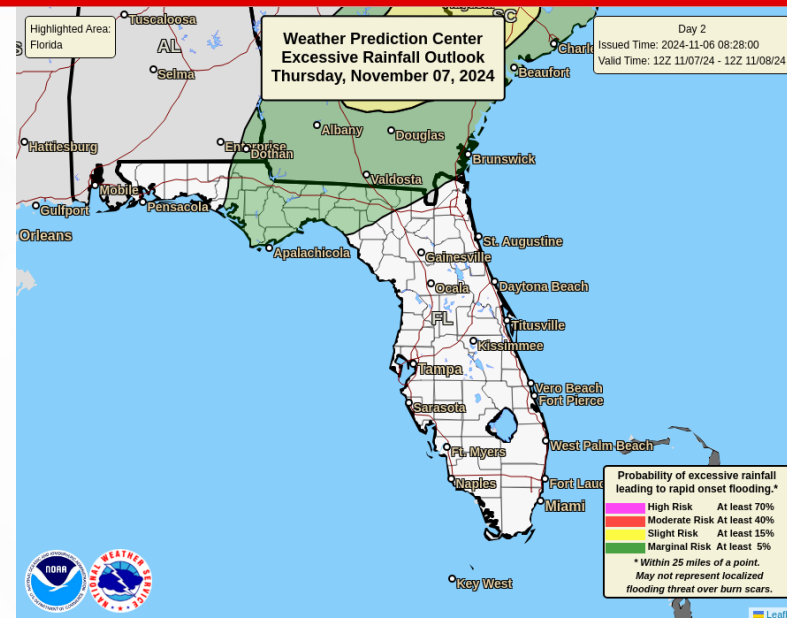 Highlighted Area:
Florida
Weather Prediction Center
Excessive Rainfall Outlook
Thursday, November 07, 2024
Day 2
Issued Time: 2024-11-06 08:28:00
Valid Time: 12Z 11/07/24 - 12Z 11/08/24
Tuscaloosa
SC
AL
S
Charle
Selma
Beaufort
Albany
Douglas
Hattiesburg
Enterprise
Dothan
Brunswick
Valdosta
Mobile
Pensacola
Gulfport
Orleans
St. Augustine
Apalachicola
Gainesville
Ocala
Daytona Beach
FL
Titusville
Kissimmee
Tampa
Vero Beach
Fort Pierce
Sarasota
West Palm Beach
Ft. Myers
Naples
Fort Laud
Miami
Key West
Probability of excessive rainfall
leading to rapid onset flooding.*
High Risk At least 70%
Moderate Risk At least 40%
Slight Risk At least 15%
Marginal Risk At least 5%
* Within 25 miles of a point.
May not represent localized
flooding threat over burn scars.
NOAA
NATIONAL WEATHER SERVICE
Leafl